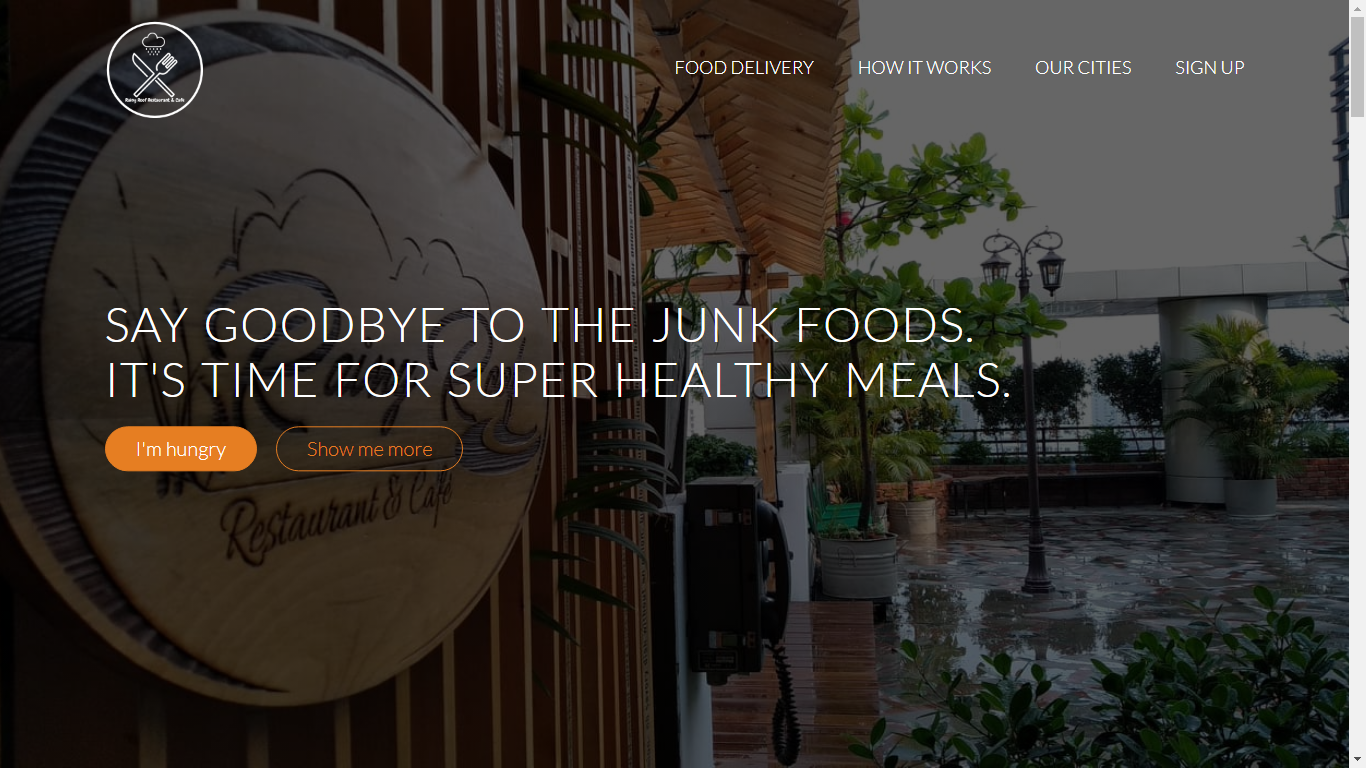 Rainy Roof Restaurant & Cafe
FOOD DELIVERY
HOW IT WORKS
OUR CITIES
SIGN UP
SAY GOODBYE TO THE JUNK FOODS.
IT'S TIME FOR SUPER HEALTHY MEALS.
I'm hungry
Show me more
Restaurant & Café